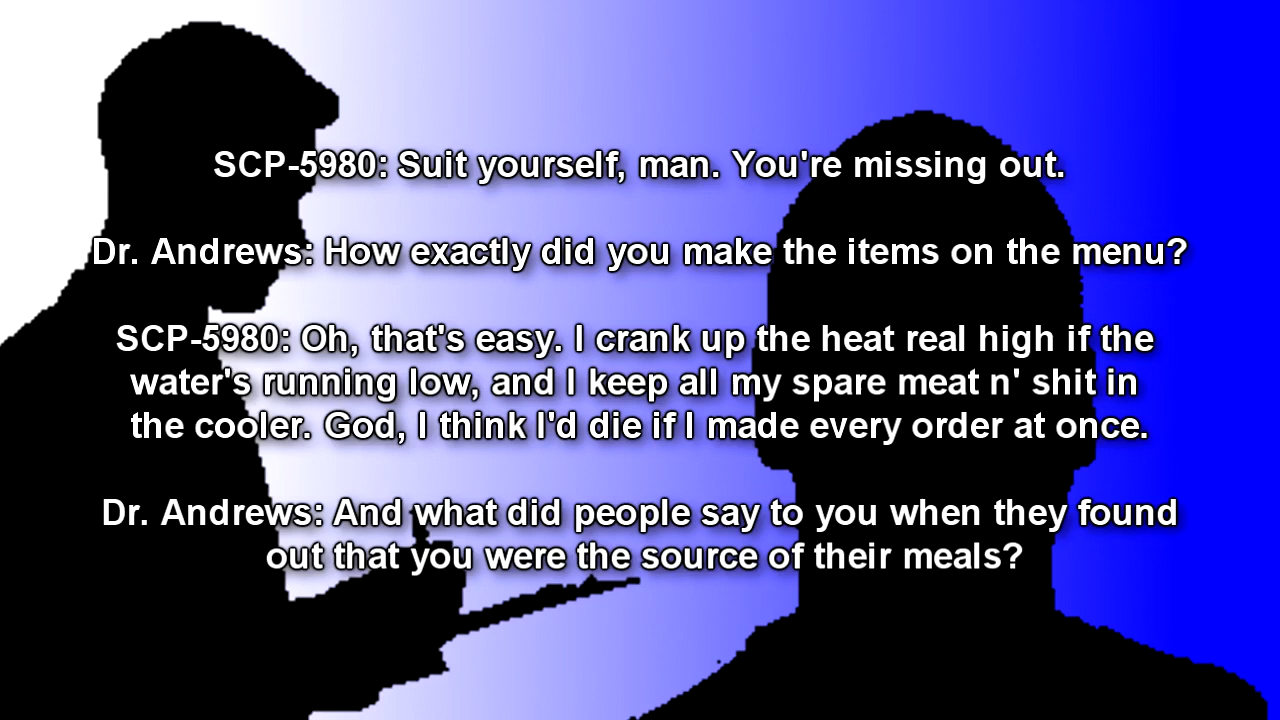 SCP-5980: Suit yourself, man. You're missing out.
Dr. Andrews: How exactly did you make the items on the menu?
SCP-5980: Oh, that's easy. I crank up the heat real high if the
water's running low, and I keep all my spare meat n' shit in
the cooler. God, I think I'd die if I made every order at once.
Dr. Andrews: And what did people say to you when they found
out that you were the source of their meals?